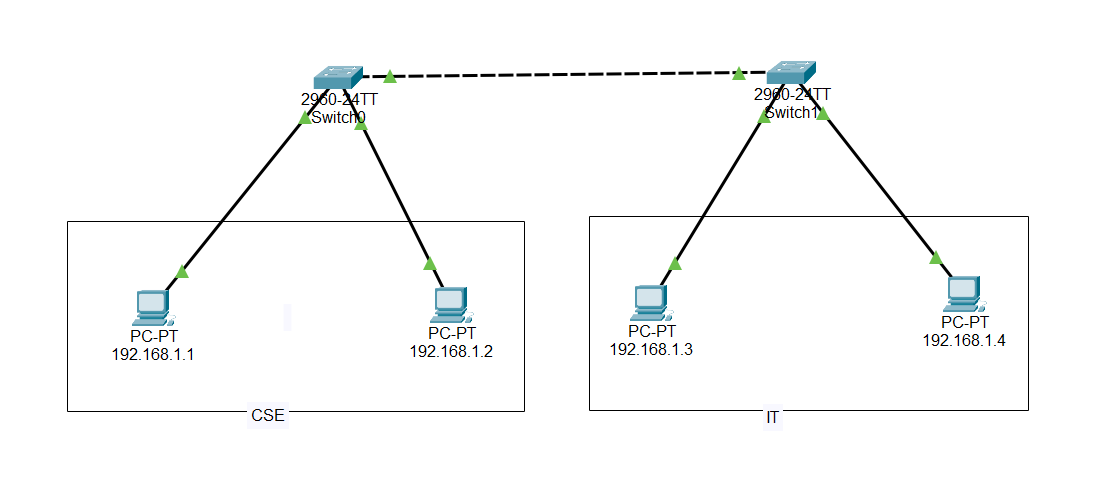 2960-24TT
Switch0
2960-24TT
Switch1
PC-PT
192.168.1.1
PC-PT
192.168.1.2
PC-PT
192.168.1.3
PC-PT
192.168.1.4
CSE
IT